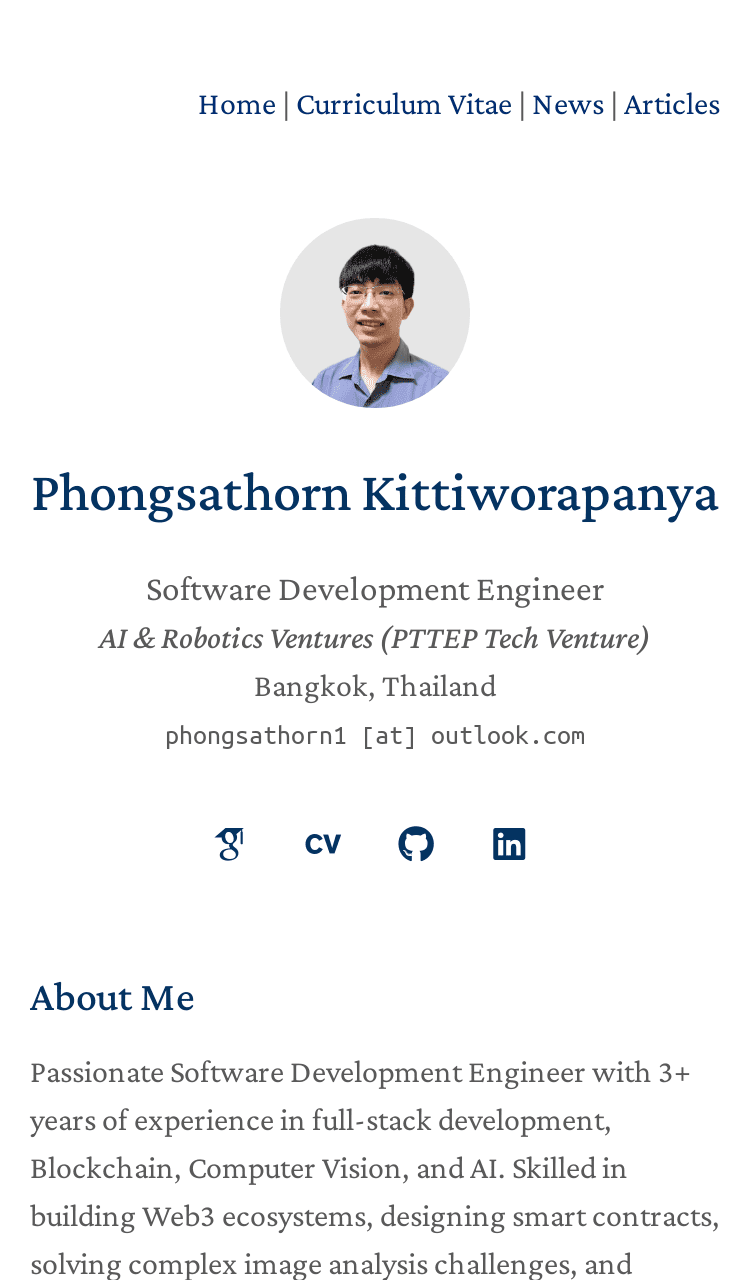 Home | Curriculum Vitae | News | Articles
Phongsathorn Kittiworapanya
Software Development Engineer
AI & Robotics Ventures (PTTEP Tech Venture)
Bangkok, Thailand
phongsathorn1 [at] outlook.com
CV
About Me
Passionate Software Development Engineer with 3+
years of experience in full-stack development,
Blockchain, Computer Vision, and AI. Skilled in
building Web3 ecosystems, designing smart contracts,
solving complex image analysis challenges, and